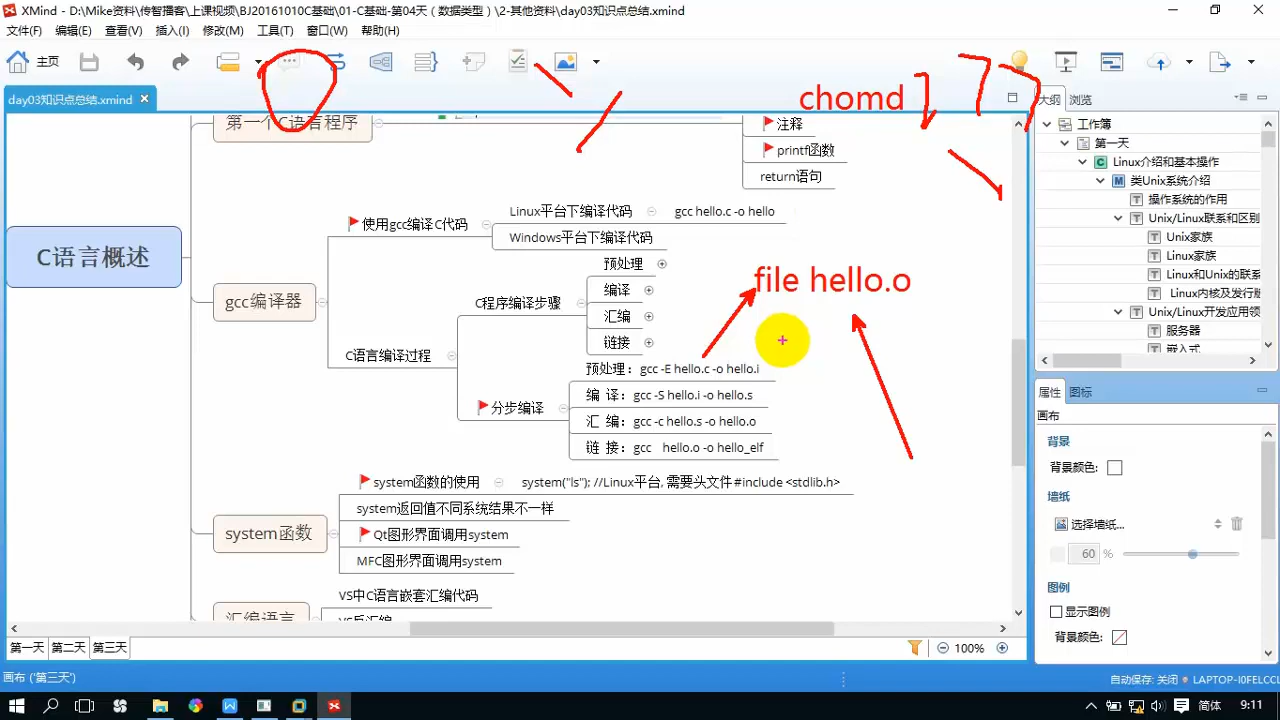 XMind - D:\Mike资料\传智播客\上课视频\BJ20161010C基础\01-C基础-第04天（数据类型）\2-其他资料\day03知识点总结.xmind
文件(F) 编辑(E) 查看(V) 插入(I) 修改(M) 工具(T) 窗口(W) 帮助(H)
主页
day03知识点总结.xmind
chomd
777
大纲 浏览
第一个C语言程序
注释
printf函数
return语句
C语言概述
gcc编译器
使用gcc编译C代码
Linux平台下编译代码
gcc hello.c -o hello
Windows平台下编译代码
C语言编译过程
C程序编译步骤
预处理
编译
汇编
链接
file hello.o
分步编译
预处理：gcc -E hello.c -o hello.i
编 译：gcc -S hello.i -o hello.s
汇 编：gcc -c hello.s -o hello.o
链 接：gcc hello.o -o hello_elf
system函数
system函数的使用
system("ls"); //Linux平台, 需要头文件#include <stdlib.h>
system返回值不同系统结果不一样
Qt图形界面调用system
MFC图形界面调用system
汇编语言
VS中C语言嵌套汇编代码
VS反汇编
工作簿
第一天
Linux介绍和基本操作
类Unix系统介绍
操作系统的作用
Unix/Linux联系和区别
Unix家族
Linux家族
Linux和Unix的联系
Linux内核及发行版
Unix/Linux开发应用领
服务器
嵌入式
属性 图标
画布
背景
背景颜色:
墙纸
选择墙纸...
60 %
图例
显示图例
背景颜色:
第一天 第二天 第三天
100%
画布 ('第三天')
自动保存: 关闭
LAPTOP-I0FELCCL
简体
9:11